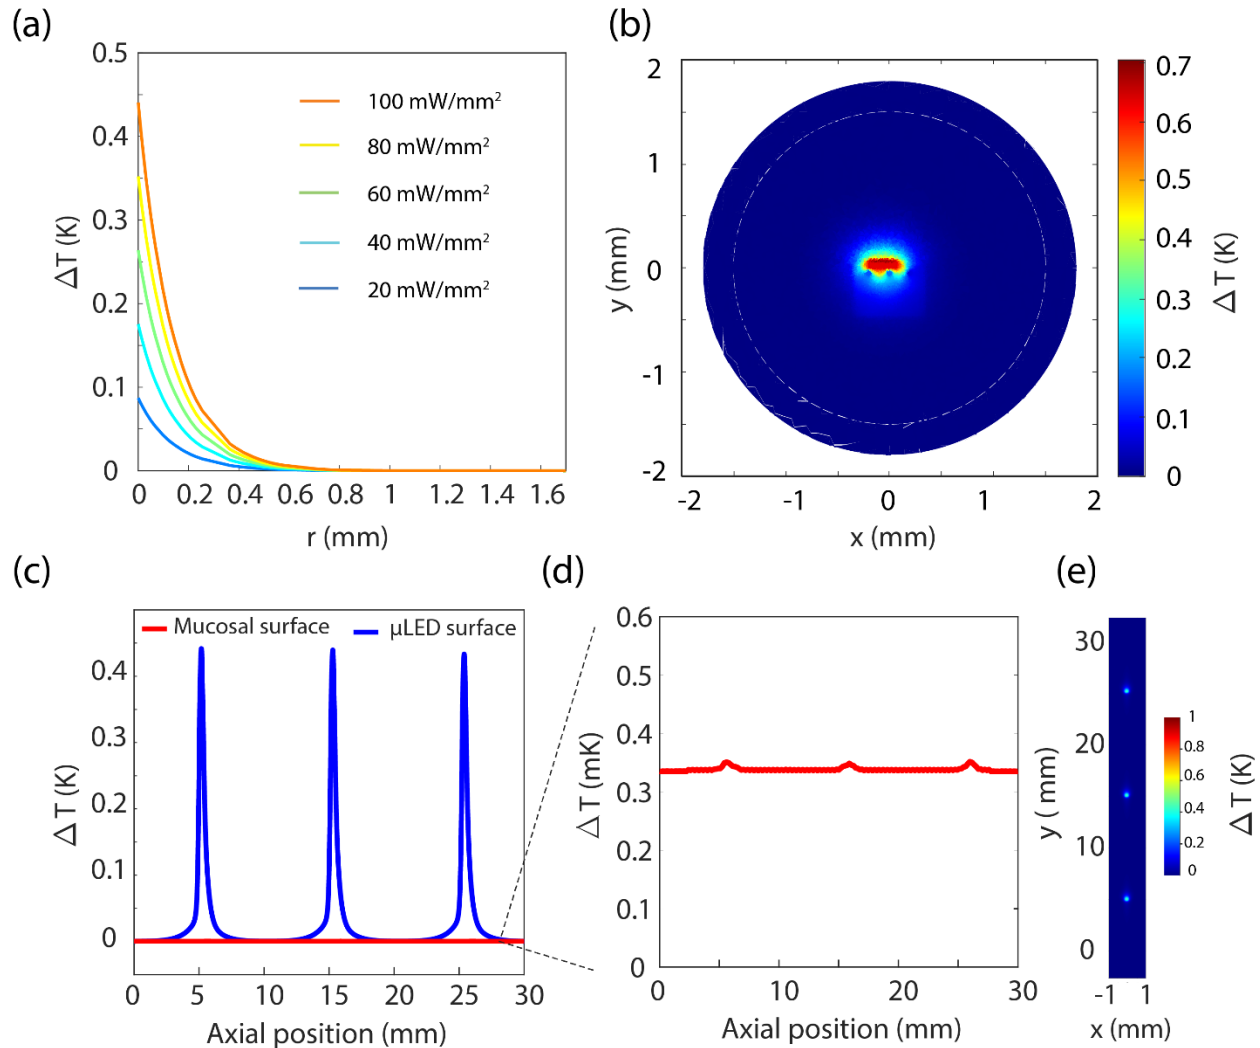 (a)
0.5
0.4
0.3
0.2
0.1
0
ΔT (K)
100 mW/mm²
80 mW/mm²
60 mW/mm²
40 mW/mm²
20 mW/mm²
0 0.2 0.4 0.6 0.8 1 1.2 1.4 1.6
r (mm)
(b)
2
1
0
-1
-2
y (mm)
-2 -1 0 1 2
x (mm)
0.7
0.6
0.5
0.4
0.3
0.2
0.1
0
ΔT (K)
(c)
Mucosal surface μLED surface
0.4
0.3
0.2
0.1
0
ΔT (K)
0 5 10 15 20 25 30
Axial position (mm)
(d)
0.6
0.5
0.4
0.3
0.2
0.1
0
ΔT (mK)
0 10 20 30
Axial position (mm)
(e)
30
20
10
0
y ( mm)
-1 1
x (mm)
1
0.8
0.6
0.4
0.2
0
ΔT (K)